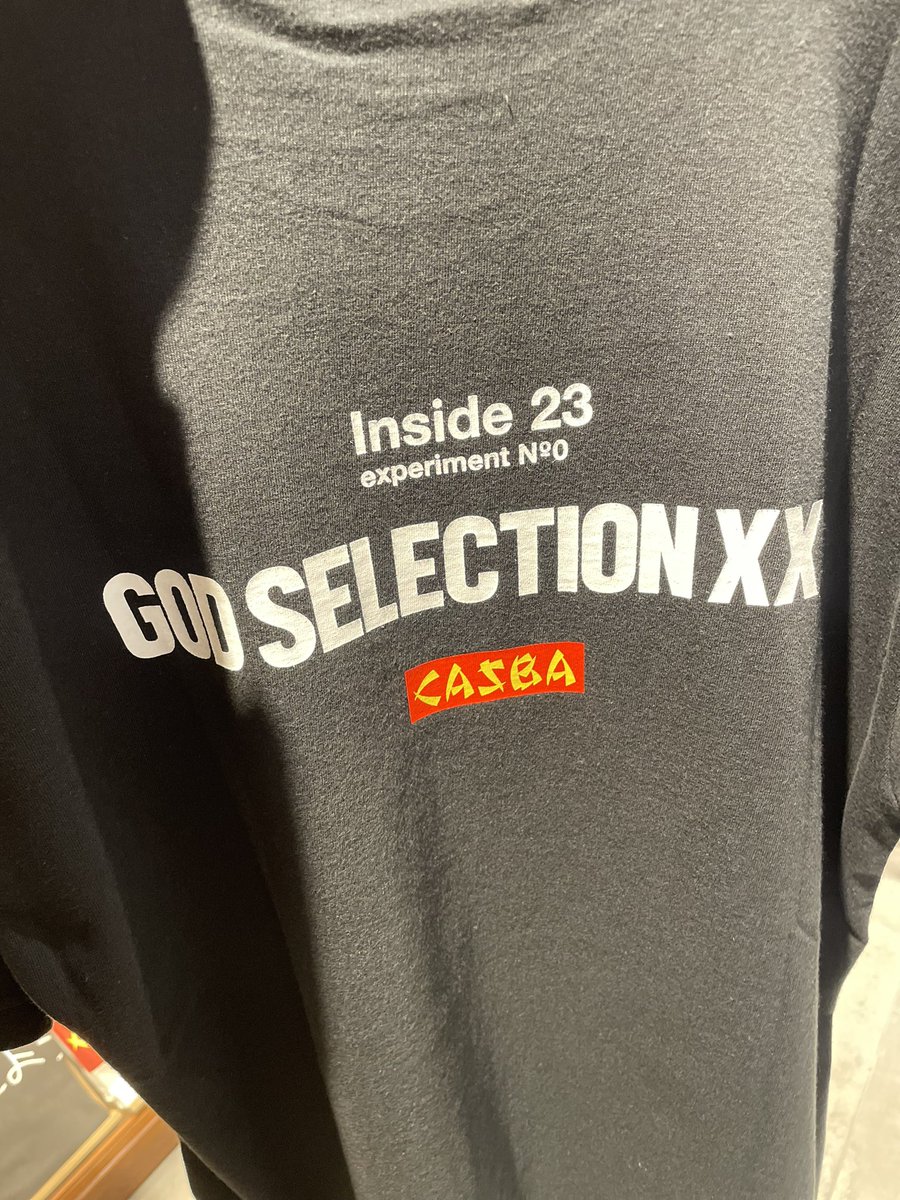 Inside 23
experiment Nº0
GOD SELECTION XX
CASBA